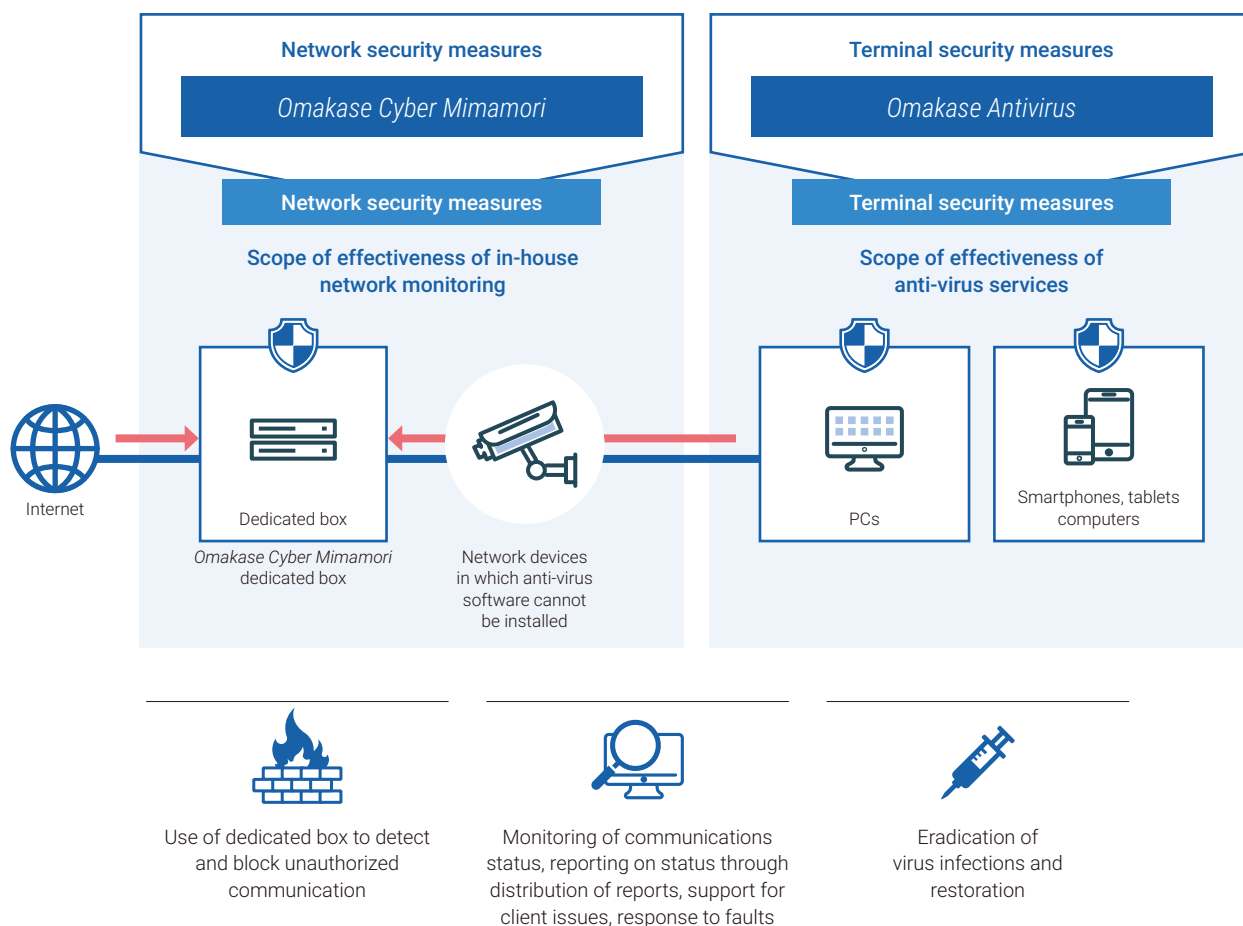 Network security measures
Omakase Cyber Mimamori
Network security measures
Scope of effectiveness of in-house
network monitoring
Terminal security measures
Omakase Antivirus
Terminal security measures
Scope of effectiveness of
anti-virus services
Internet
Dedicated box
Omakase Cyber Mimamori
dedicated box
Network devices
in which anti-virus
software cannot
be installed
PCs
Smartphones, tablets
computers
Use of dedicated box to detect
and block unauthorized
communication
Monitoring of communications
status, reporting on status through
distribution of reports, support for
client issues, response to faults
Eradication of
virus infections and
restoration